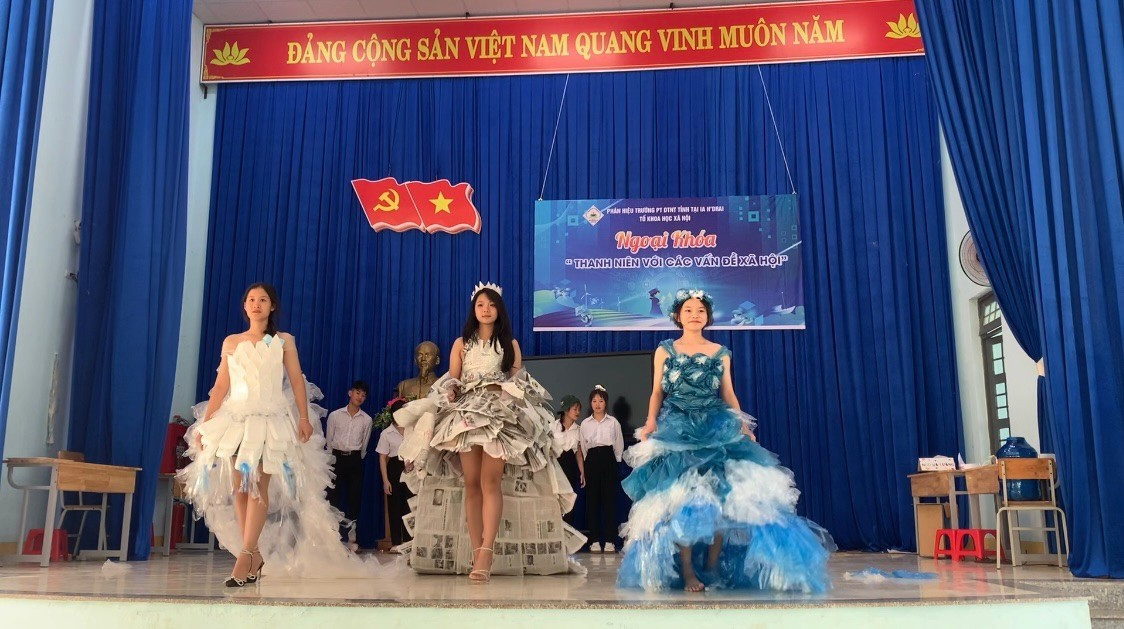 ĐẢNG CỘNG SẢN VIỆT NAM QUANG VINH MUÔN NĂM
PHÂN HIỆU TRƯỜNG PT DTNT TỈNH TẠI IA H'DRAI
TỔ KHOA HỌC XÃ HỘI
Ngoại Khóa
“ THANH NIÊN VỚI CÁC VẤN ĐỀ XÃ HỘI”